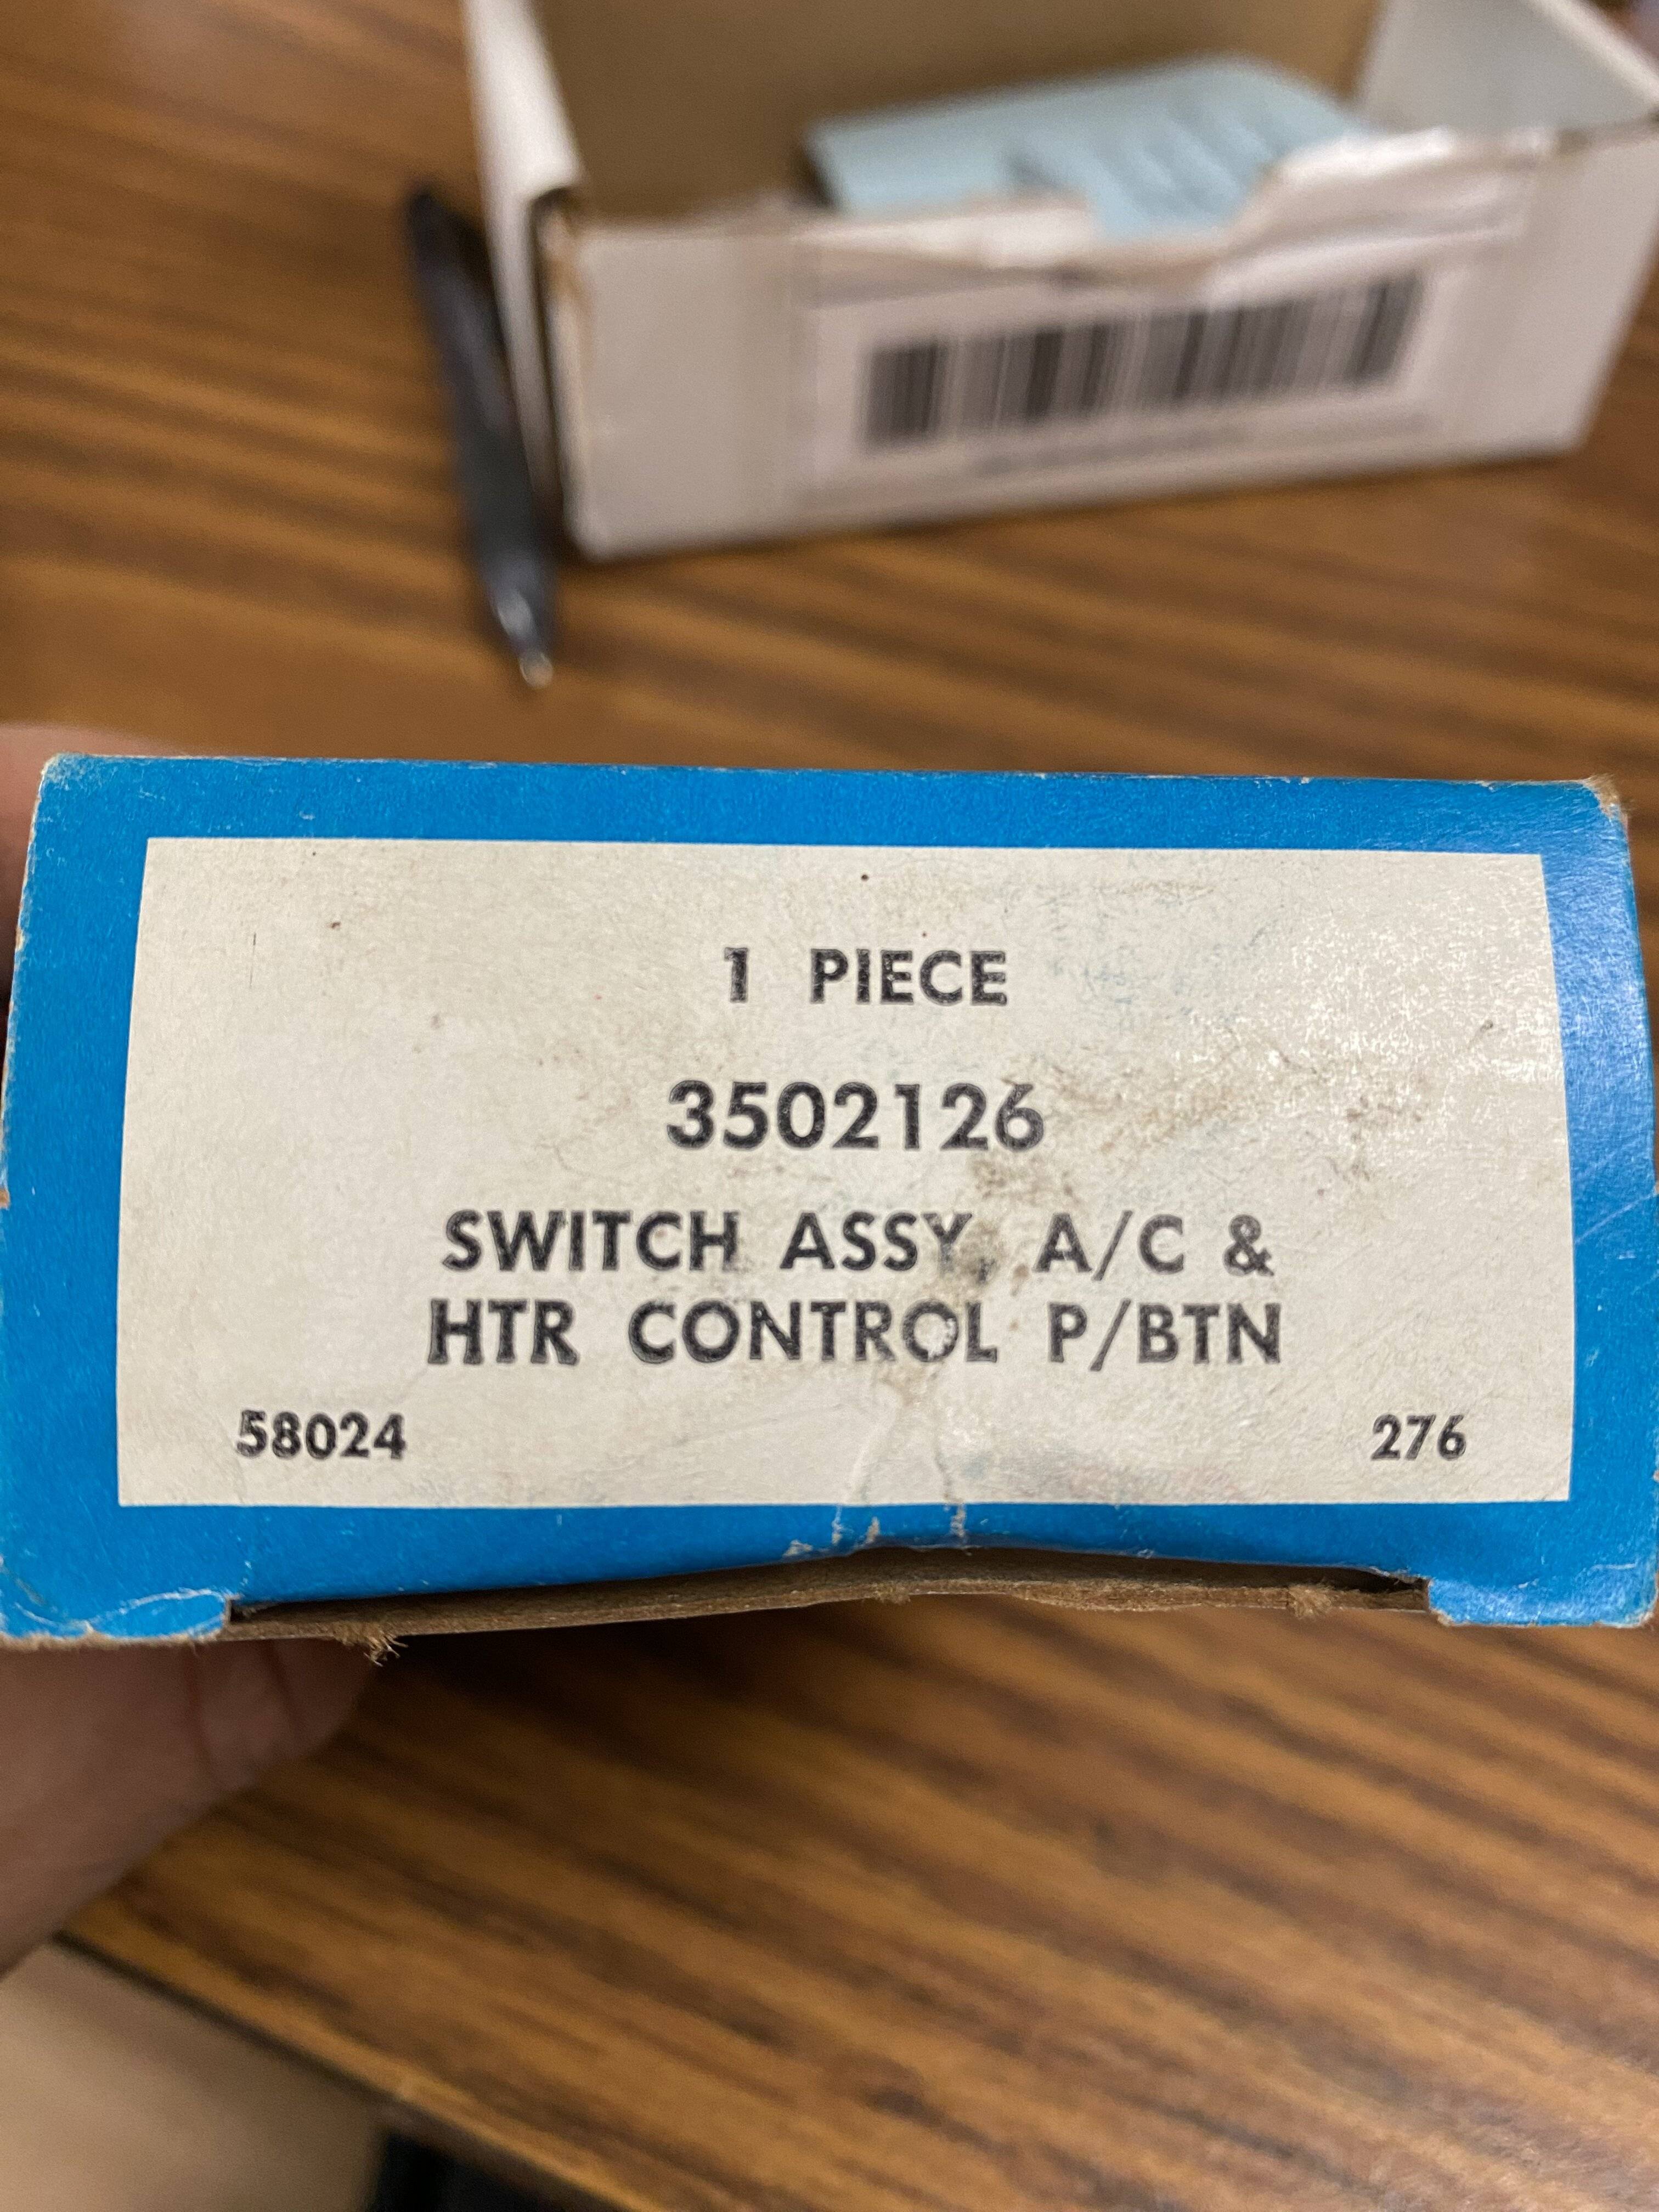 1 PIECE
3502126
SWITCH ASSY, A/C &
HTR CONTROL P/BTN
58024 276